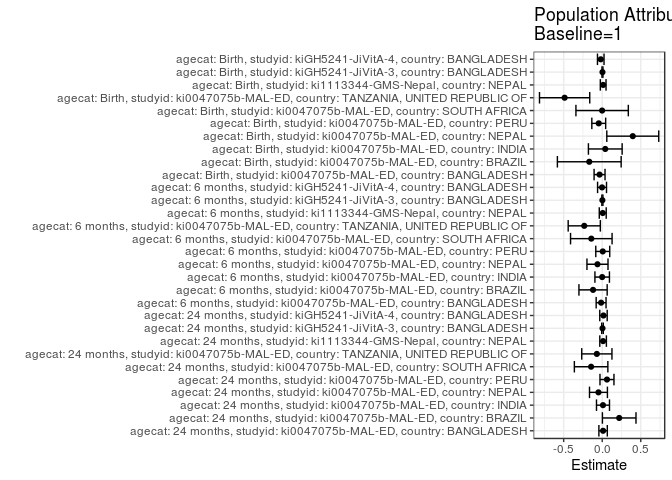 Population Attribu
Baseline=1
agecat: Birth, studyid: kiGH5241-JiVitA-4, country: BANGLADESH
agecat: Birth, studyid: kiGH5241-JiVitA-3, country: BANGLADESH
agecat: Birth, studyid: ki1113344-GMS-Nepal, country: NEPAL
agecat: Birth, studyid: ki0047075b-MAL-ED, country: TANZANIA, UNITED REPUBLIC OF
agecat: Birth, studyid: ki0047075b-MAL-ED, country: SOUTH AFRICA
agecat: Birth, studyid: ki0047075b-MAL-ED, country: PERU
agecat: Birth, studyid: ki0047075b-MAL-ED, country: NEPAL
agecat: Birth, studyid: ki0047075b-MAL-ED, country: INDIA
agecat: Birth, studyid: ki0047075b-MAL-ED, country: BRAZIL
agecat: Birth, studyid: ki0047075b-MAL-ED, country: BANGLADESH
agecat: 6 months, studyid: kiGH5241-JiVitA-4, country: BANGLADESH
agecat: 6 months, studyid: kiGH5241-JiVitA-3, country: BANGLADESH
agecat: 6 months, studyid: ki1113344-GMS-Nepal, country: NEPAL
agecat: 6 months, studyid: ki0047075b-MAL-ED, country: TANZANIA, UNITED REPUBLIC OF
agecat: 6 months, studyid: ki0047075b-MAL-ED, country: SOUTH AFRICA
agecat: 6 months, studyid: ki0047075b-MAL-ED, country: PERU
agecat: 6 months, studyid: ki0047075b-MAL-ED, country: NEPAL
agecat: 6 months, studyid: ki0047075b-MAL-ED, country: INDIA
agecat: 6 months, studyid: ki0047075b-MAL-ED, country: BRAZIL
agecat: 6 months, studyid: ki0047075b-MAL-ED, country: BANGLADESH
agecat: 24 months, studyid: kiGH5241-JiVitA-4, country: BANGLADESH
agecat: 24 months, studyid: kiGH5241-JiVitA-3, country: BANGLADESH
agecat: 24 months, studyid: ki1113344-GMS-Nepal, country: NEPAL
agecat: 24 months, studyid: ki0047075b-MAL-ED, country: TANZANIA, UNITED REPUBLIC OF
agecat: 24 months, studyid: ki0047075b-MAL-ED, country: SOUTH AFRICA
agecat: 24 months, studyid: ki0047075b-MAL-ED, country: PERU
agecat: 24 months, studyid: ki0047075b-MAL-ED, country: NEPAL
agecat: 24 months, studyid: ki0047075b-MAL-ED, country: INDIA
agecat: 24 months, studyid: ki0047075b-MAL-ED, country: BRAZIL
agecat: 24 months, studyid: ki0047075b-MAL-ED, country: BANGLADESH
-0.5 0.0 0.5
Estimate